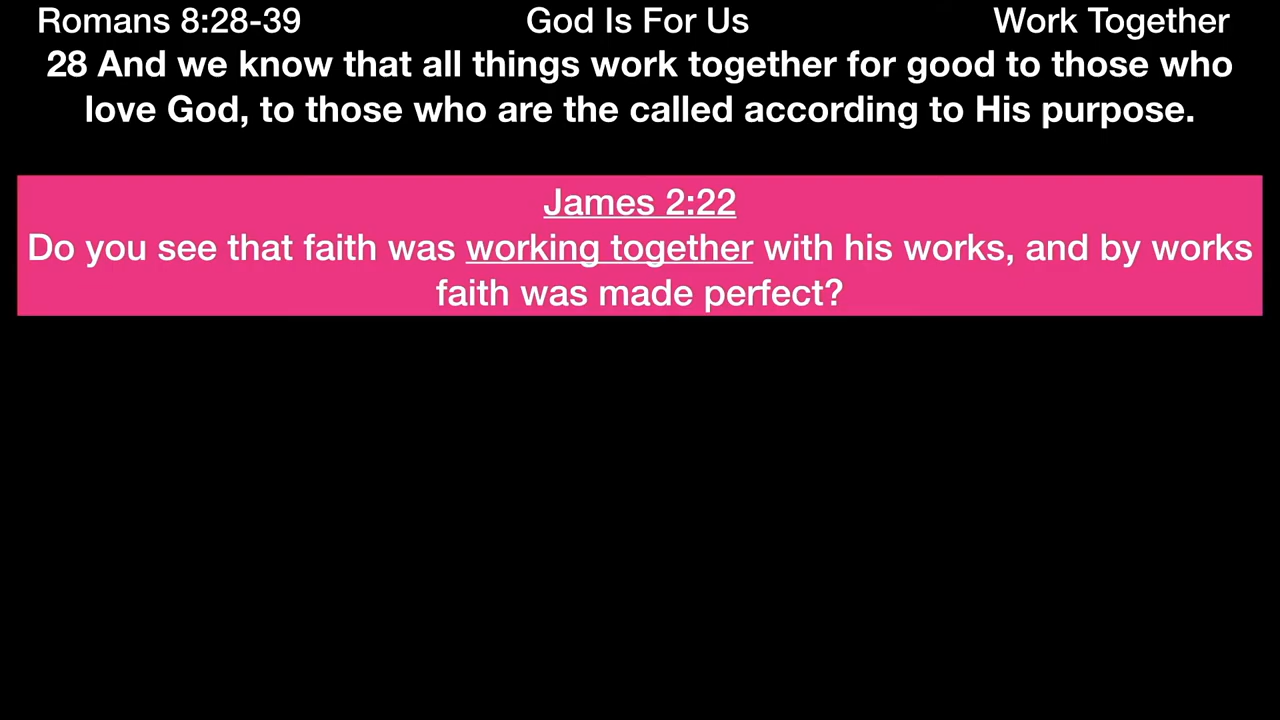 Romans 8:28-39 God Is For Us Work Together
28 And we know that all things work together for good to those who
love God, to those who are the called according to His purpose.
James 2:22
Do you see that faith was working together with his works, and by works
faith was made perfect?